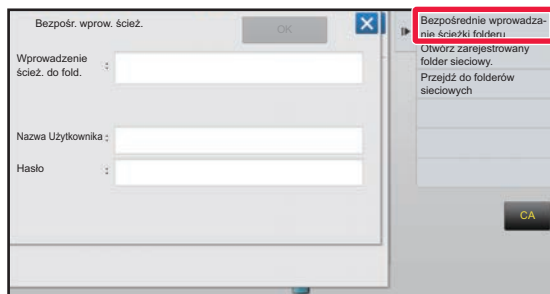 Bezpośr. wprow. ścież.
OK
Wprowadzenie
ścież. do fold.
:
Nazwa Użytkownika :
Hasło :
Bezpośrednie wprowadza-
nie ścieżki folderu
Otwórz zarejestrowany
folder sieciowy.
Przejdź do folderów
sieciowych
CA